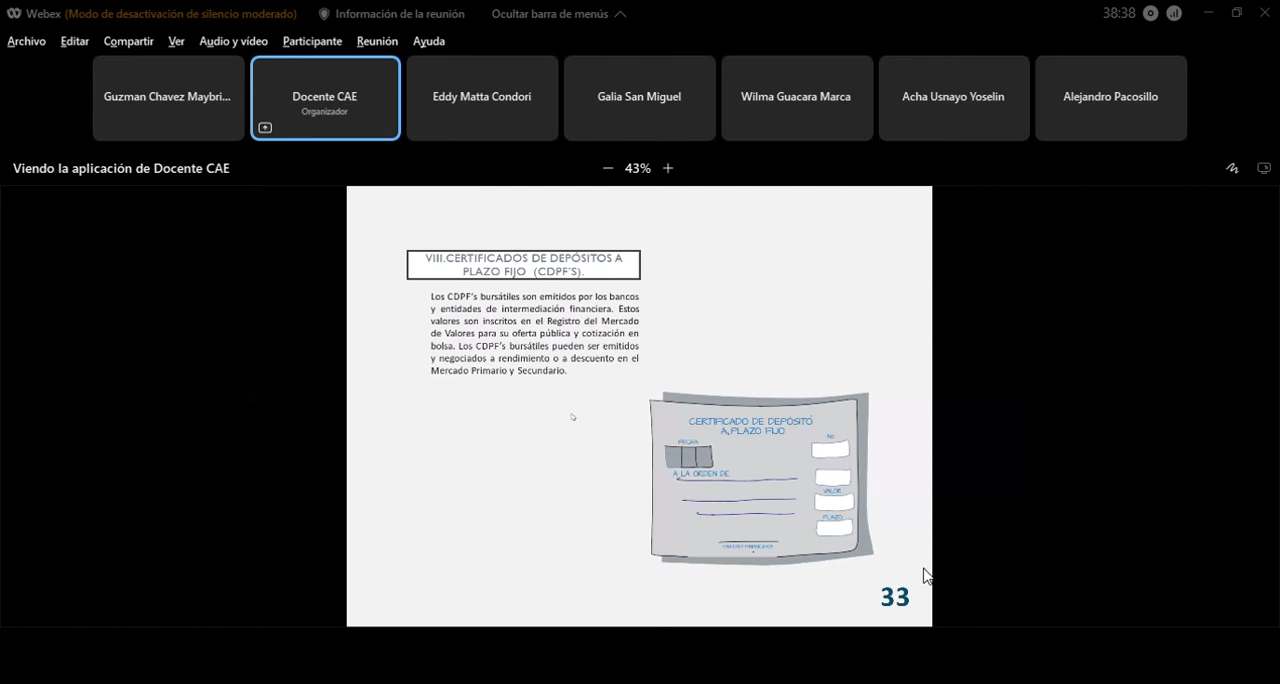 Webex (Modo de desactivación de silencio moderado) Información de la reunión Ocultar barra de menús 38:38
Archivo Editar Compartir Ver Audio y vídeo Participante Reunión Ayuda
Guzman Chavez Maybri... Docente CAE Eddy Matta Condori Galia San Miguel Wilma Guacara Marca Acha Usnayo Yoselin Alejandro Pacosillo
Organizador
Viendo la aplicación de Docente CAE 43%
VIII.CERTIFICADOS DE DEPÓSITOS A
PLAZO FIJO (CDPF'S).
Los CDPF's bursátiles son emitidos por los bancos
y entidades de intermediación financiera. Estos
valores son inscritos en el Registro del Mercado
de Valores para su oferta pública y cotización en
bolsa. Los CDPF's bursátiles pueden ser emitidos
y negociados a rendimiento o a descuento en el
Mercado Primario y Secundario.
CERTIFICADO DE DEPÓSITO
A PLAZO FIJO
No
FECHA
A LA ORDEN DE
VALOR
PLAZO
33